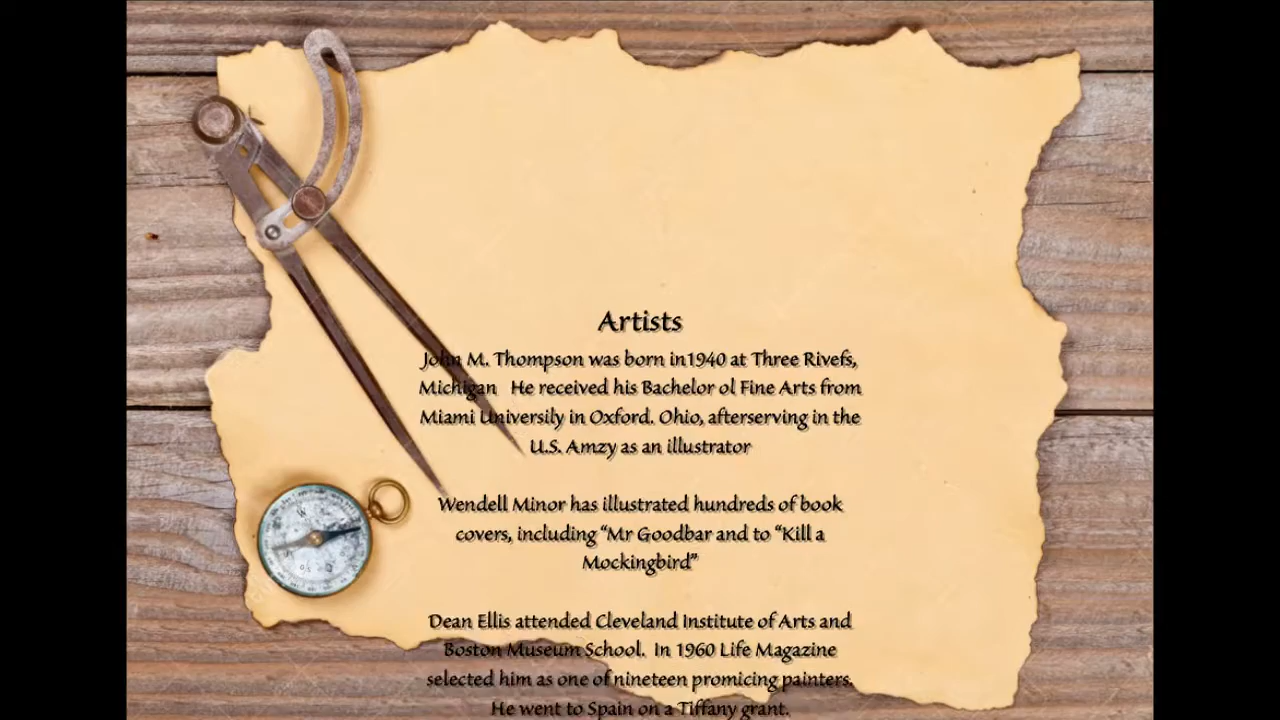 Artists
John M. Thompson was born in1940 at Three Rivefs,
Michigan He received his Bachelor ol Fine Arts from
Miami Universily in Oxford. Ohio, afterserving in the
U.S. Amzy as an illustrator
Wendell Minor has illustrated hundreds of book
covers, including “Mr Goodbar and to “Kill a
Mockingbird”
Dean Ellis attended Cleveland Institute of Arts and
Boston Museum School. In 1960 Life Magazine
selected him as one of nineteen promicing painters.
He went to Spain on a Tiffany grant.